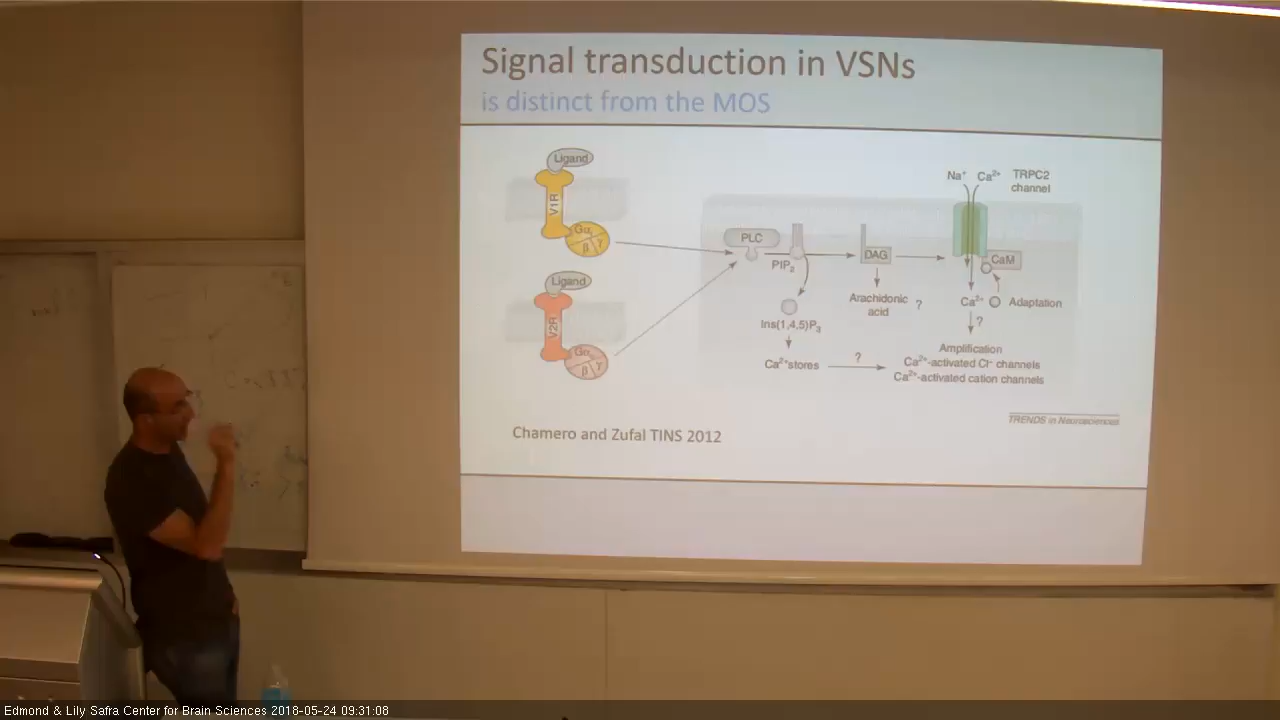 Signal transduction in VSNs
is distinct from the MOS
Ligand
V1R
Gαi
β γ
Ligand
V2R
Gαo
β γ
PLC
PIP2
DAG
Arachidonic
acid
?
Ins(1,4,5)P3
Ca2+ stores
?
Na+ Ca2+
TRPC2
channel
CaM
Ca2+
Adaptation
?
Amplification
Ca2+-activated Cl- channels
Ca2+-activated cation channels
TRENDS in Neurosciences
Chamero and Zufal TINS 2012
Edmond & Lily Safra Center for Brain Sciences 2018-05-24 09:31:08